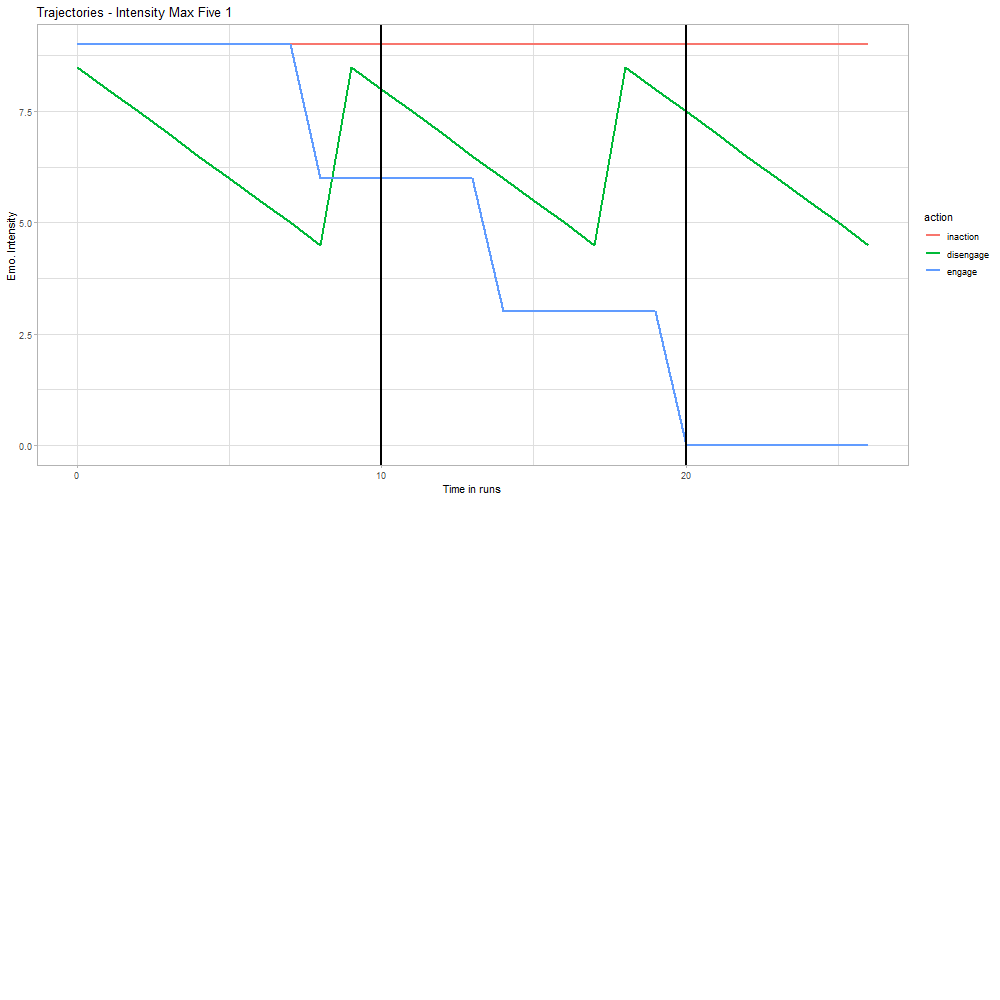 Trajectories - Intensity Max Five 1
7.5
5.0
2.5
0.0
Emo. Intensity
0 10 20
Time in runs
action
inaction
disengage
engage